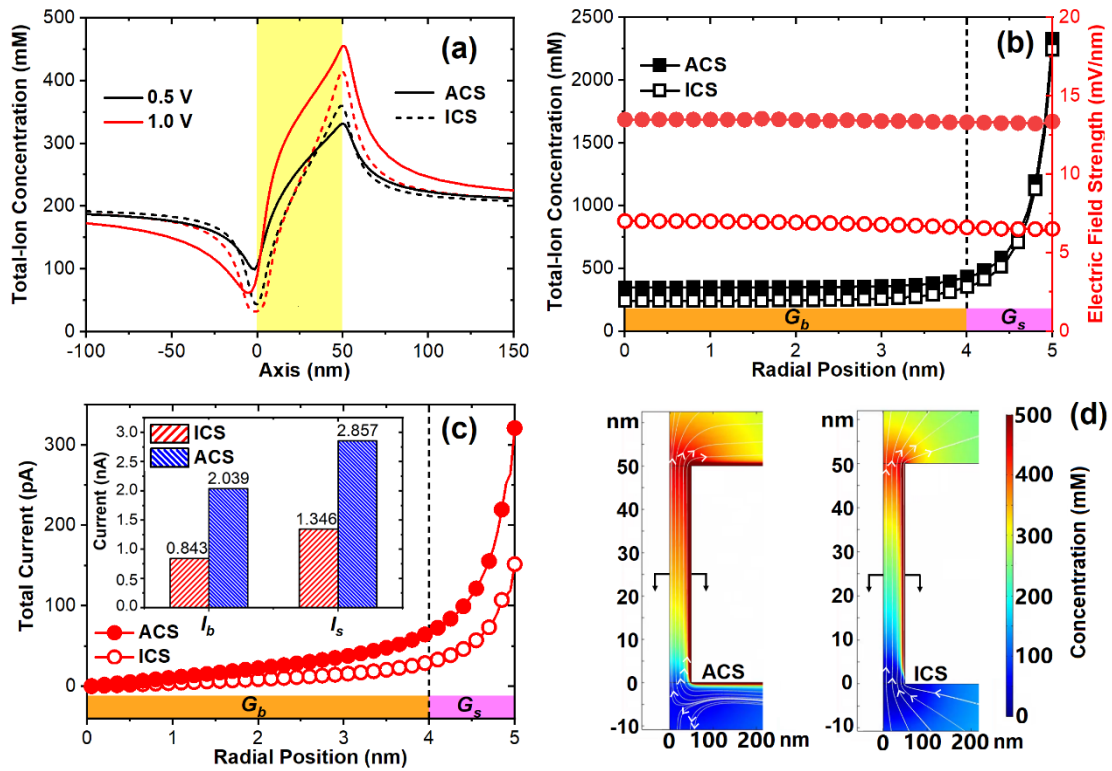 (a)
Total-Ion Concentration (mM)
500
400
300
200
100
0
0.5 V
1.0 V
ACS
ICS
-100
-50
0
50
100
150
Axis (nm)
(b)
Total-Ion Concentration (mM)
2500
2000
1500
1000
500
0
ACS
ICS
Gb
Gs
0
1
2
3
4
5
Radial Position (nm)
20
15
10
5
0
Electric Field Strength (mV/nm)
(c)
Total Current (pA)
300
250
200
150
100
50
0
ICS
ACS
Current (nA)
3.0
2.5
2.0
1.5
1.0
0.5
0.0
0.843
2.039
1.346
2.857
Ib
Is
ACS
ICS
Gb
Gs
0
1
2
3
4
5
Radial Position (nm)
(d)
nm
50
40
30
20
10
0
-10
ACS
0 100 200 nm
nm
50
40
30
20
10
0
-10
ICS
0 100 200 nm
500
400
300
200
100
0
Concentration (mM)